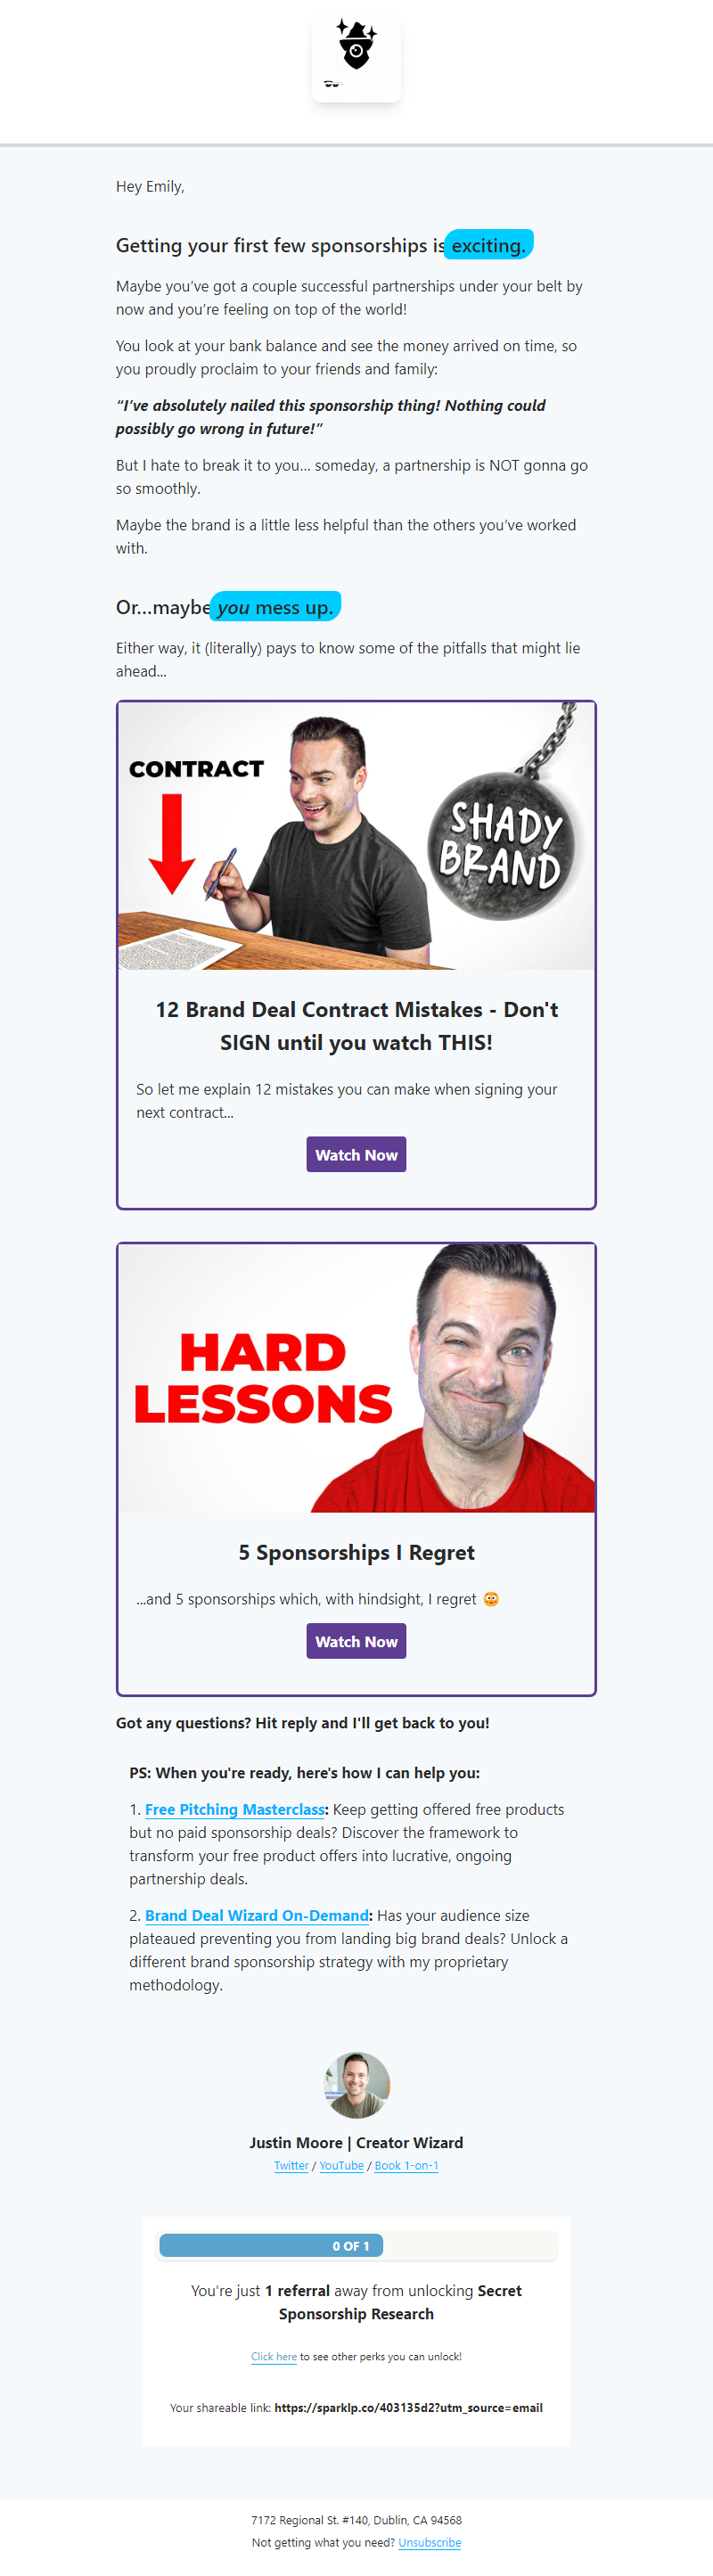 Hey Emily,
Getting your first few sponsorships is exciting.
Maybe you’ve got a couple successful partnerships under your belt by
now and you’re feeling on top of the world!
You look at your bank balance and see the money arrived on time, so
you proudly proclaim to your friends and family:
“I’ve absolutely nailed this sponsorship thing! Nothing could
possibly go wrong in future!”
But I hate to break it to you... someday, a partnership is NOT gonna go
so smoothly.
Maybe the brand is a little less helpful than the others you’ve worked
with.
Or...maybe you mess up.
Either way, it (literally) pays to know some of the pitfalls that might lie
ahead...
CONTRACT
SHADY
BRAND
12 Brand Deal Contract Mistakes - Don't
SIGN until you watch THIS!
So let me explain 12 mistakes you can make when signing your
next contract...
Watch Now
HARD
LESSONS
5 Sponsorships I Regret
...and 5 sponsorships which, with hindsight, I regret 😳
Watch Now
Got any questions? Hit reply and I'll get back to you!
PS: When you're ready, here's how I can help you:
1. Free Pitching Masterclass: Keep getting offered free products
but no paid sponsorship deals? Discover the framework to
transform your free product offers into lucrative, ongoing
partnership deals.
2. Brand Deal Wizard On-Demand: Has your audience size
plateaued preventing you from landing big brand deals? Unlock a
different brand sponsorship strategy with my proprietary
methodology.
Justin Moore | Creator Wizard
Twitter / YouTube / Book 1-on-1
0 OF 1
You're just 1 referral away from unlocking Secret
Sponsorship Research
Click here to see other perks you can unlock!
Your shareable link: https://sparklp.co/403135d2?utm_source=email
7172 Regional St. #140, Dublin, CA 94568
Not getting what you need? Unsubscribe